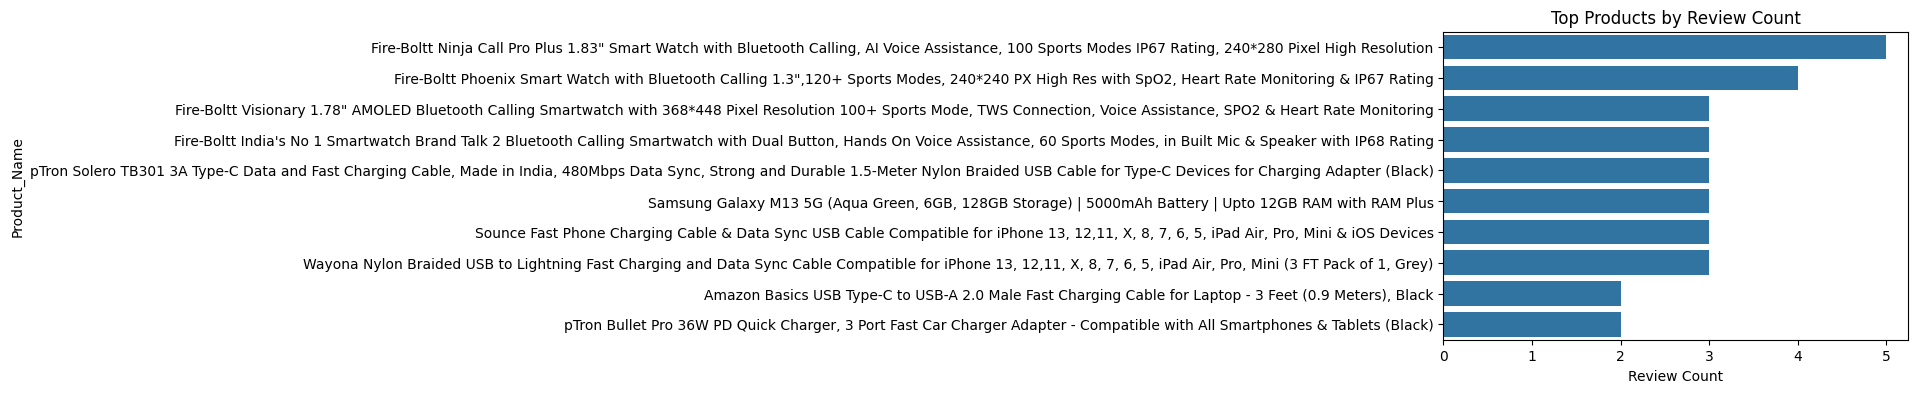 Top Products by Review Count
Product_Name
Fire-Boltt Ninja Call Pro Plus 1.83" Smart Watch with Bluetooth Calling, AI Voice Assistance, 100 Sports Modes IP67 Rating, 240*280 Pixel High Resolution
Fire-Boltt Phoenix Smart Watch with Bluetooth Calling 1.3",120+ Sports Modes, 240*240 PX High Res with SpO2, Heart Rate Monitoring & IP67 Rating
Fire-Boltt Visionary 1.78" AMOLED Bluetooth Calling Smartwatch with 368*448 Pixel Resolution 100+ Sports Mode, TWS Connection, Voice Assistance, SPO2 & Heart Rate Monitoring
Fire-Boltt India's No 1 Smartwatch Brand Talk 2 Bluetooth Calling Smartwatch with Dual Button, Hands On Voice Assistance, 60 Sports Modes, in Built Mic & Speaker with IP68 Rating
pTron Solero TB301 3A Type-C Data and Fast Charging Cable, Made in India, 480Mbps Data Sync, Strong and Durable 1.5-Meter Nylon Braided USB Cable for Type-C Devices for Charging Adapter (Black)
Samsung Galaxy M13 5G (Aqua Green, 6GB, 128GB Storage) | 5000mAh Battery | Upto 12GB RAM with RAM Plus
Sounce Fast Phone Charging Cable & Data Sync USB Cable Compatible for iPhone 13, 12,11, X, 8, 7, 6, 5, iPad Air, Pro, Mini & iOS Devices
Wayona Nylon Braided USB to Lightning Fast Charging and Data Sync Cable Compatible for iPhone 13, 12,11, X, 8, 7, 6, 5, iPad Air, Pro, Mini (3 FT Pack of 1, Grey)
Amazon Basics USB Type-C to USB-A 2.0 Male Fast Charging Cable for Laptop - 3 Feet (0.9 Meters), Black
pTron Bullet Pro 36W PD Quick Charger, 3 Port Fast Car Charger Adapter - Compatible with All Smartphones & Tablets (Black)
0 1 2 3 4 5
Review Count